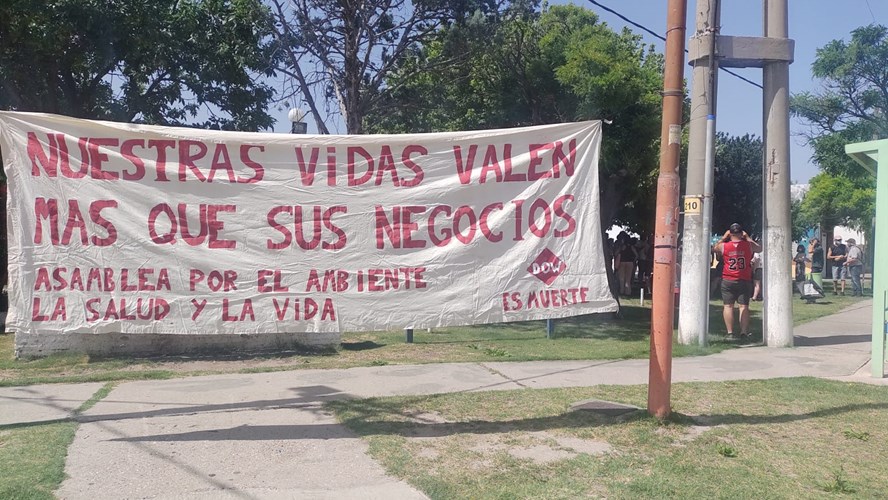 NUESTRAS ViDAS VALEN
MAS QUE SUS NEGOCIOS
ASAMBLEA POR EL AMBIENTE
LA SALUD Y LA ViDA
DOW
ES MUERTE
210
23